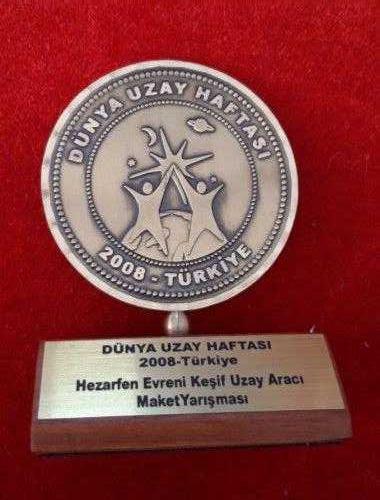 DÜNYA UZAY HAFTASI
2008 - TÜRKİYE
DÜNYA UZAY HAFTASI
2008-Türkiye
Hezarfen Evreni Keşif Uzay Aracı
MaketYarışması